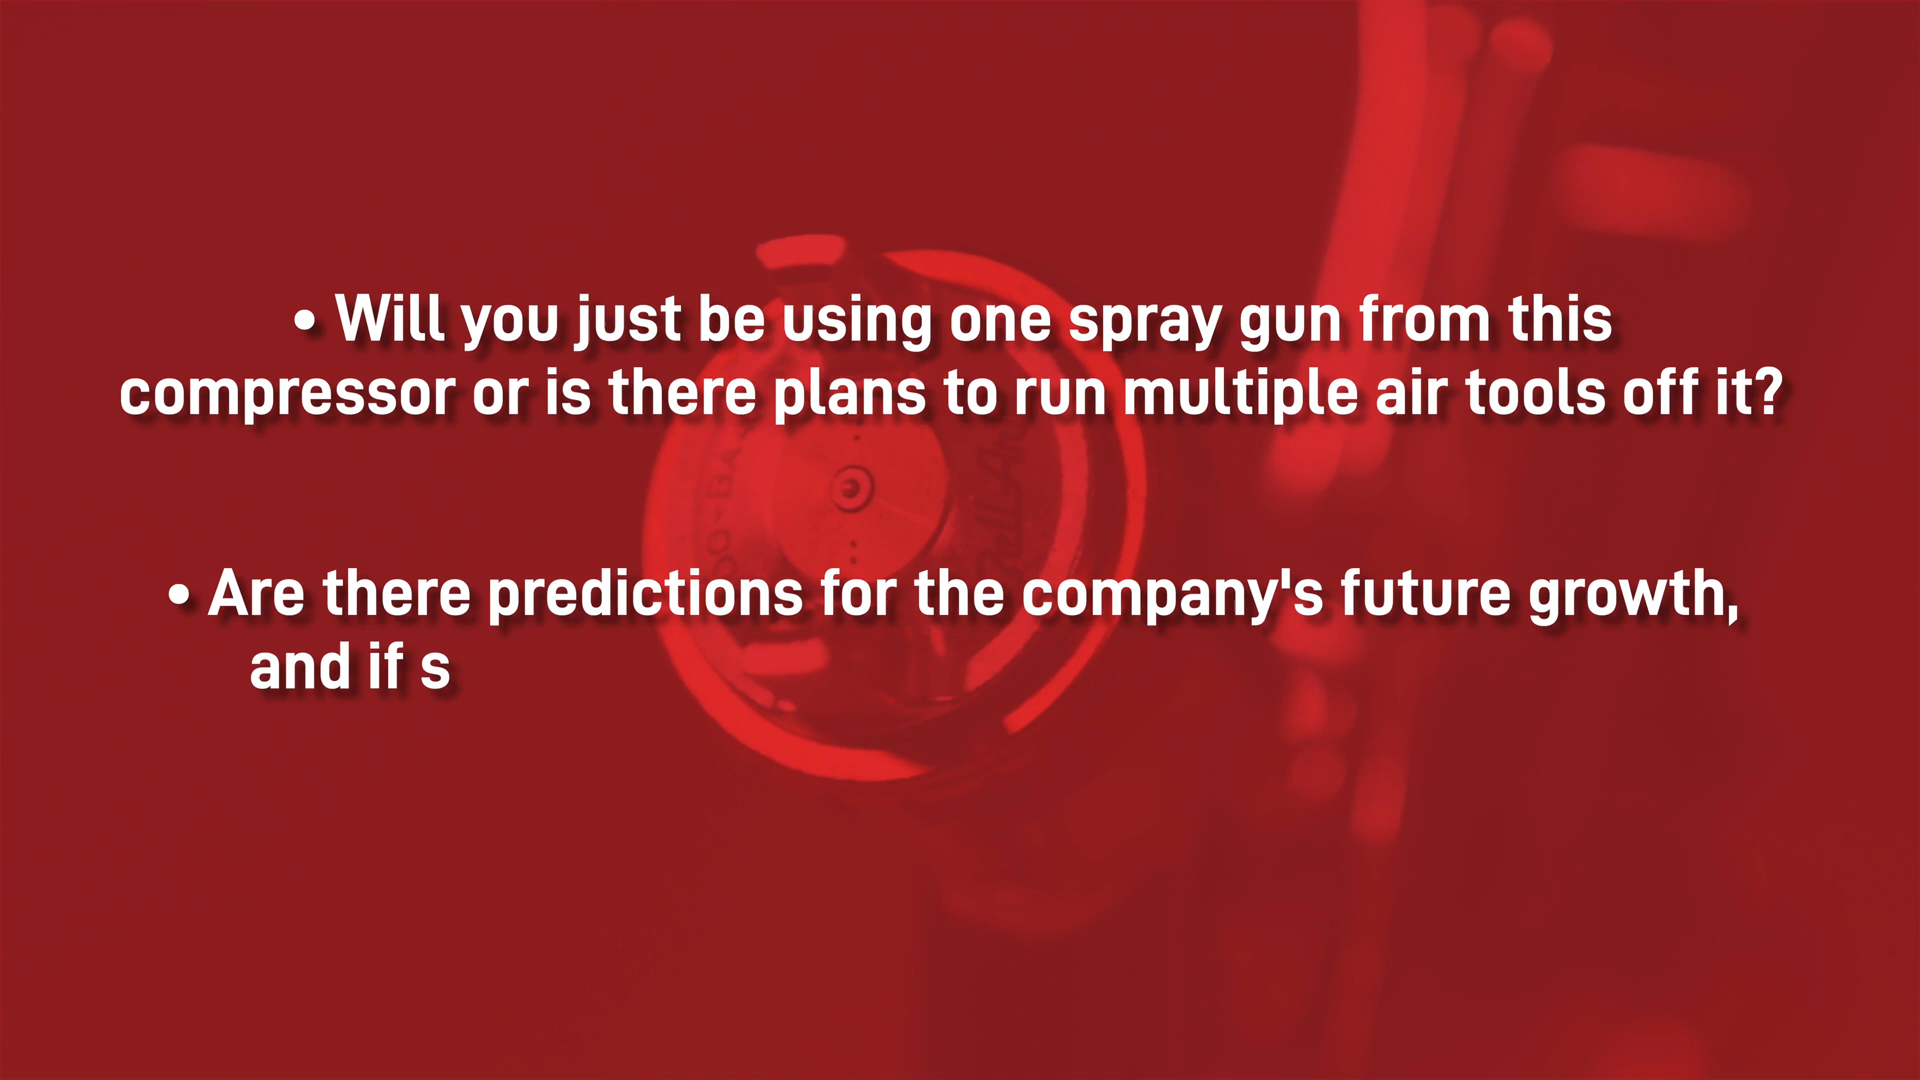 • Will you just be using one spray gun from this
compressor or is there plans to run multiple air tools off it?
• Are there predictions for the company's future growth,
and if s